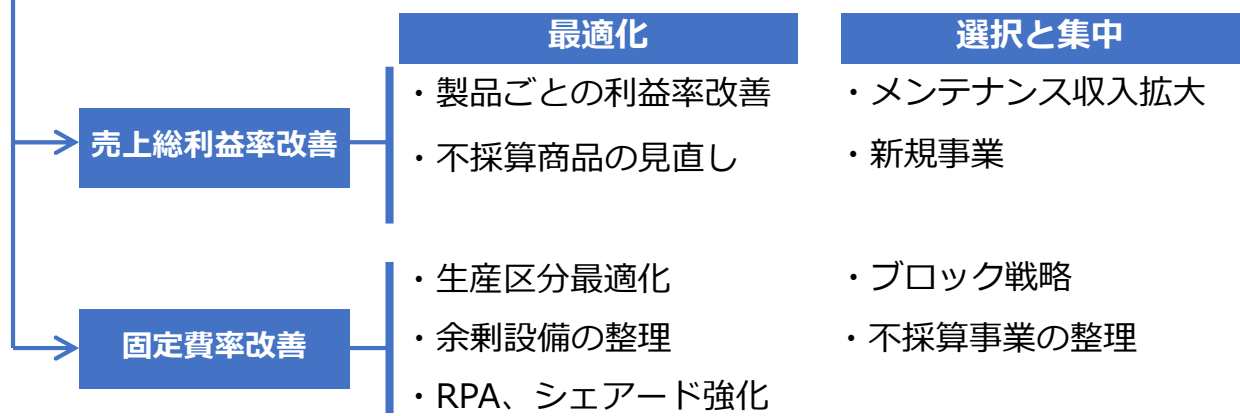 最適化
選択と集中
売上総利益率改善
・製品ごとの利益率改善
・不採算商品の見直し
・メンテナンス収入拡大
・新規事業
固定費率改善
・生産区分最適化
・余剰設備の整理
・RPA、シェアード強化
・ブロック戦略
・不採算事業の整理